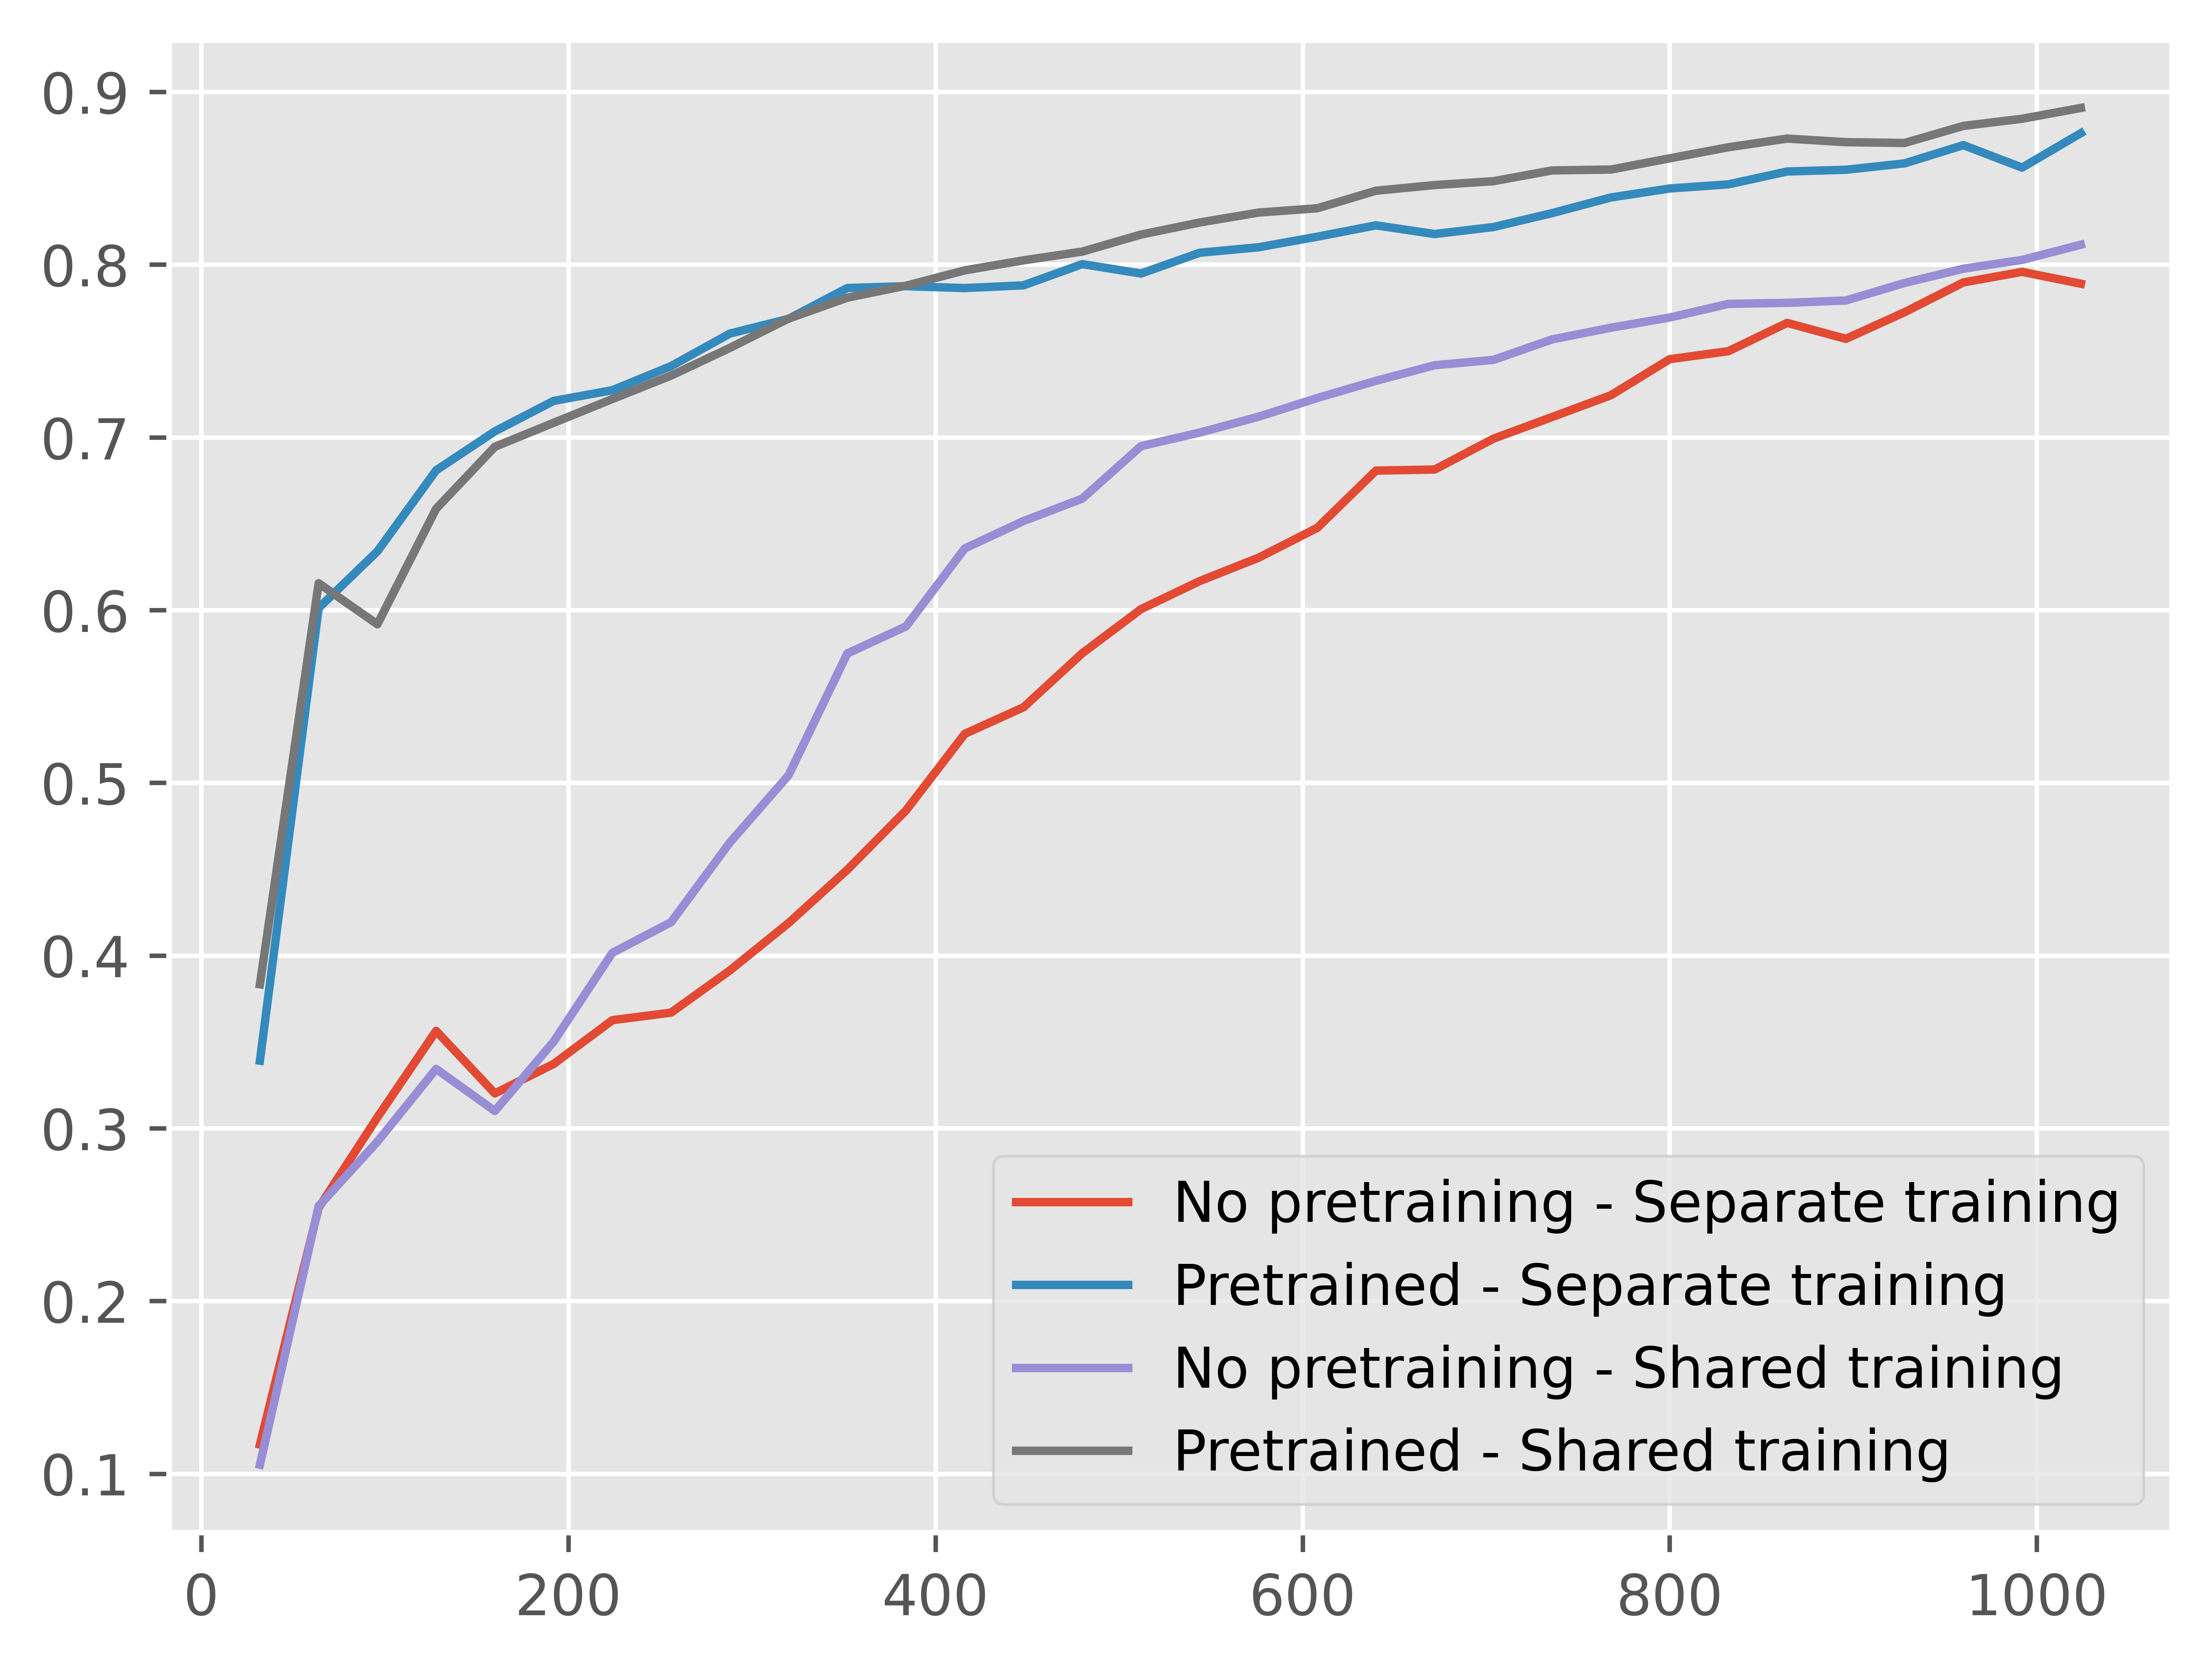 0.9
0.8
0.7
0.6
0.5
0.4
0.3
0.2
0.1
No pretraining - Separate training
Pretrained - Separate training
No pretraining - Shared training
Pretrained - Shared training
0 200 400 600 800 1000